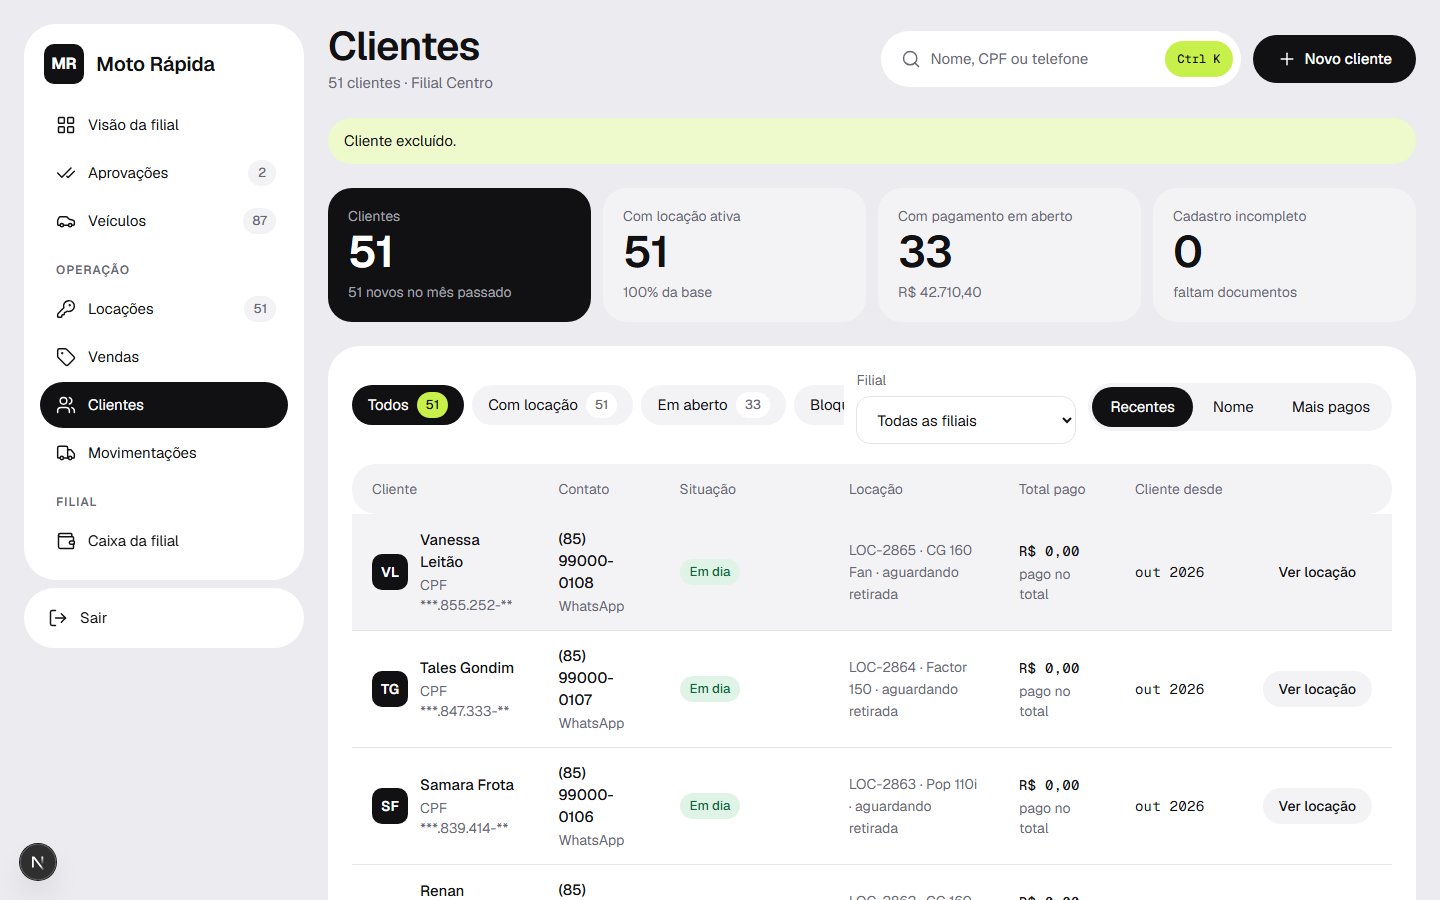 MR Moto Rápida
Visão da filial
Aprovações 2
Veículos 87
OPERAÇÃO
Locações 51
Vendas
Clientes
Movimentações
FILIAL
Caixa da filial
Sair
N
Clientes
51 clientes · Filial Centro
Nome, CPF ou telefone
Ctrl K
Novo cliente
Cliente excluído.
Clientes
51
51 novos no mês passado
Com locação ativa
51
100% da base
Com pagamento em aberto
33
R$ 42.710,40
Cadastro incompleto
0
faltam documentos
Todos 51
Com locação 51
Em aberto 33
Filial
Todas as filiais
Recentes
Nome
Mais pagos
Cliente
Contato
Situação
Locação
Total pago
Cliente desde
VL
Vanessa
Leitão
CPF
***.855.252-**
(85)
99000-
0108
WhatsApp
Em dia
LOC-2865 · CG 160
Fan · aguardando
retirada
R$ 0,00
pago no
total
out 2026
Ver locação
TG
Tales Gondim
CPF
***.847.333-**
(85)
99000-
0107
WhatsApp
Em dia
LOC-2864 · Factor
150 · aguardando
retirada
R$ 0,00
pago no
total
out 2026
Ver locação
SF
Samara Frota
CPF
***.839.414-**
(85)
99000-
0106
WhatsApp
Em dia
LOC-2863 · Pop 110i
· aguardando
retirada
R$ 0,00
pago no
total
out 2026
Ver locação
Renan
(85)